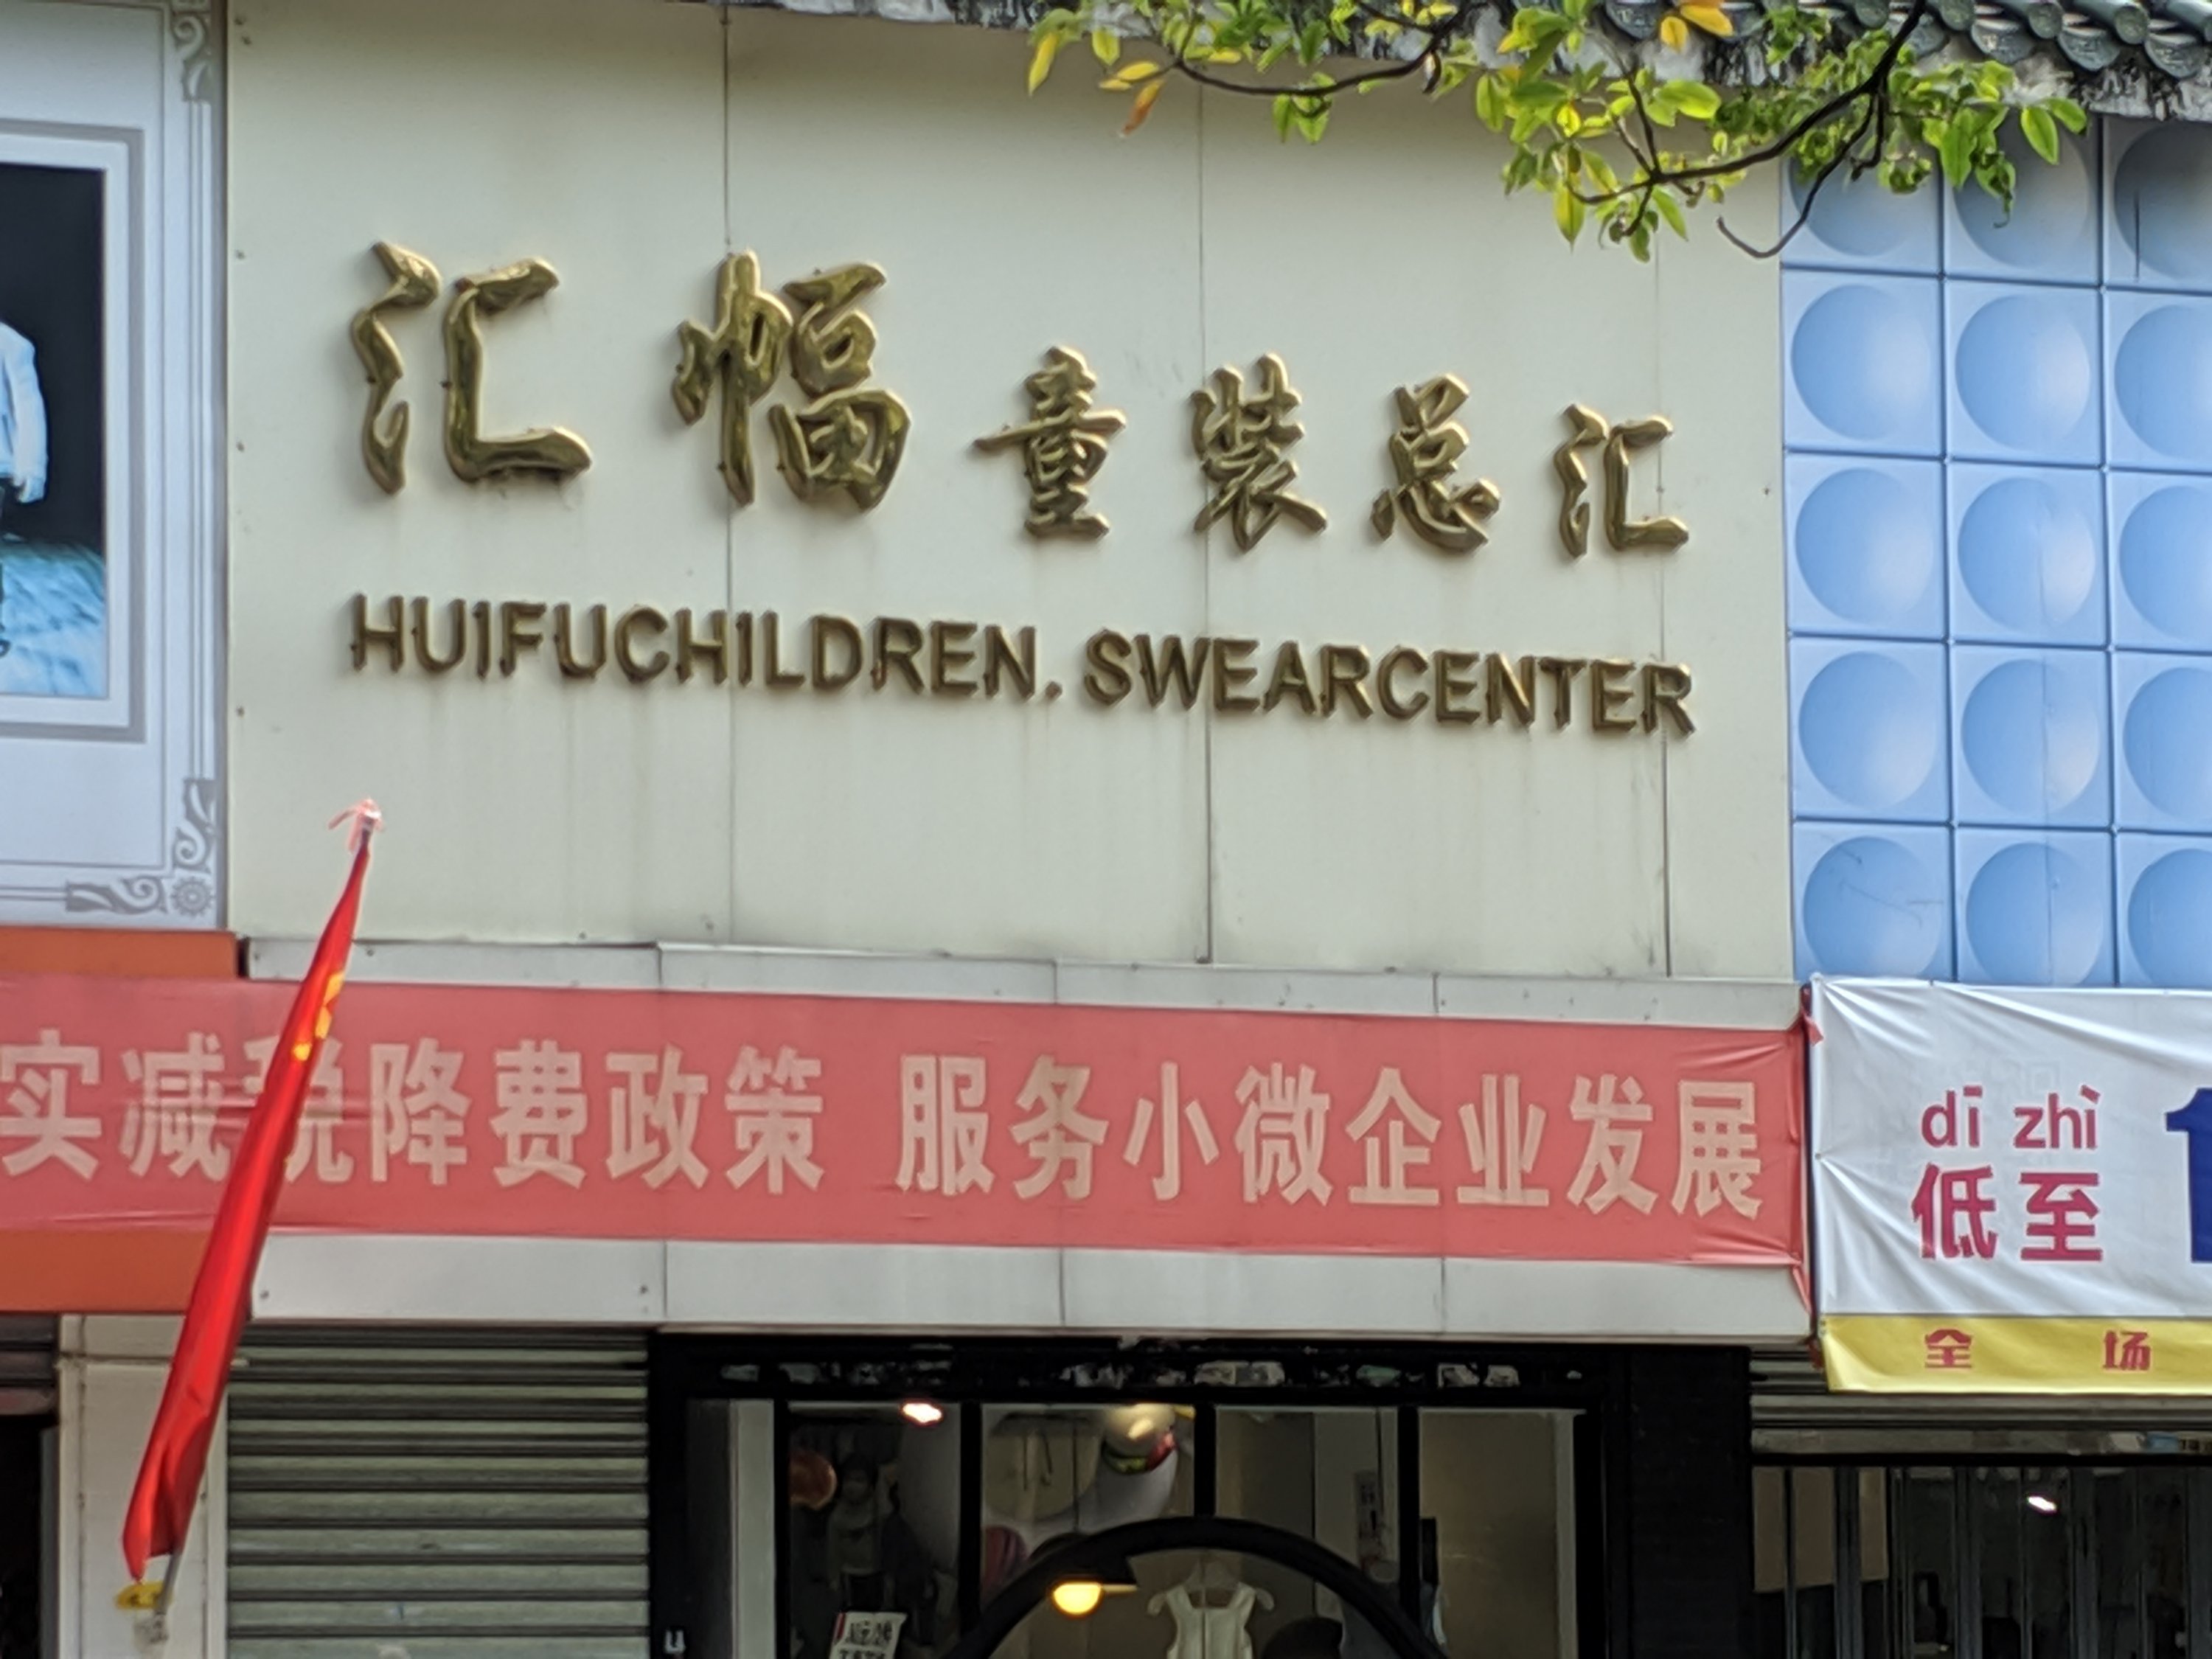 汇幅童装总汇
HUIFUCHILDREN. SWEARCENTER
实减税降费政策 服务小微企业发展
dī zhì
低至
全 场